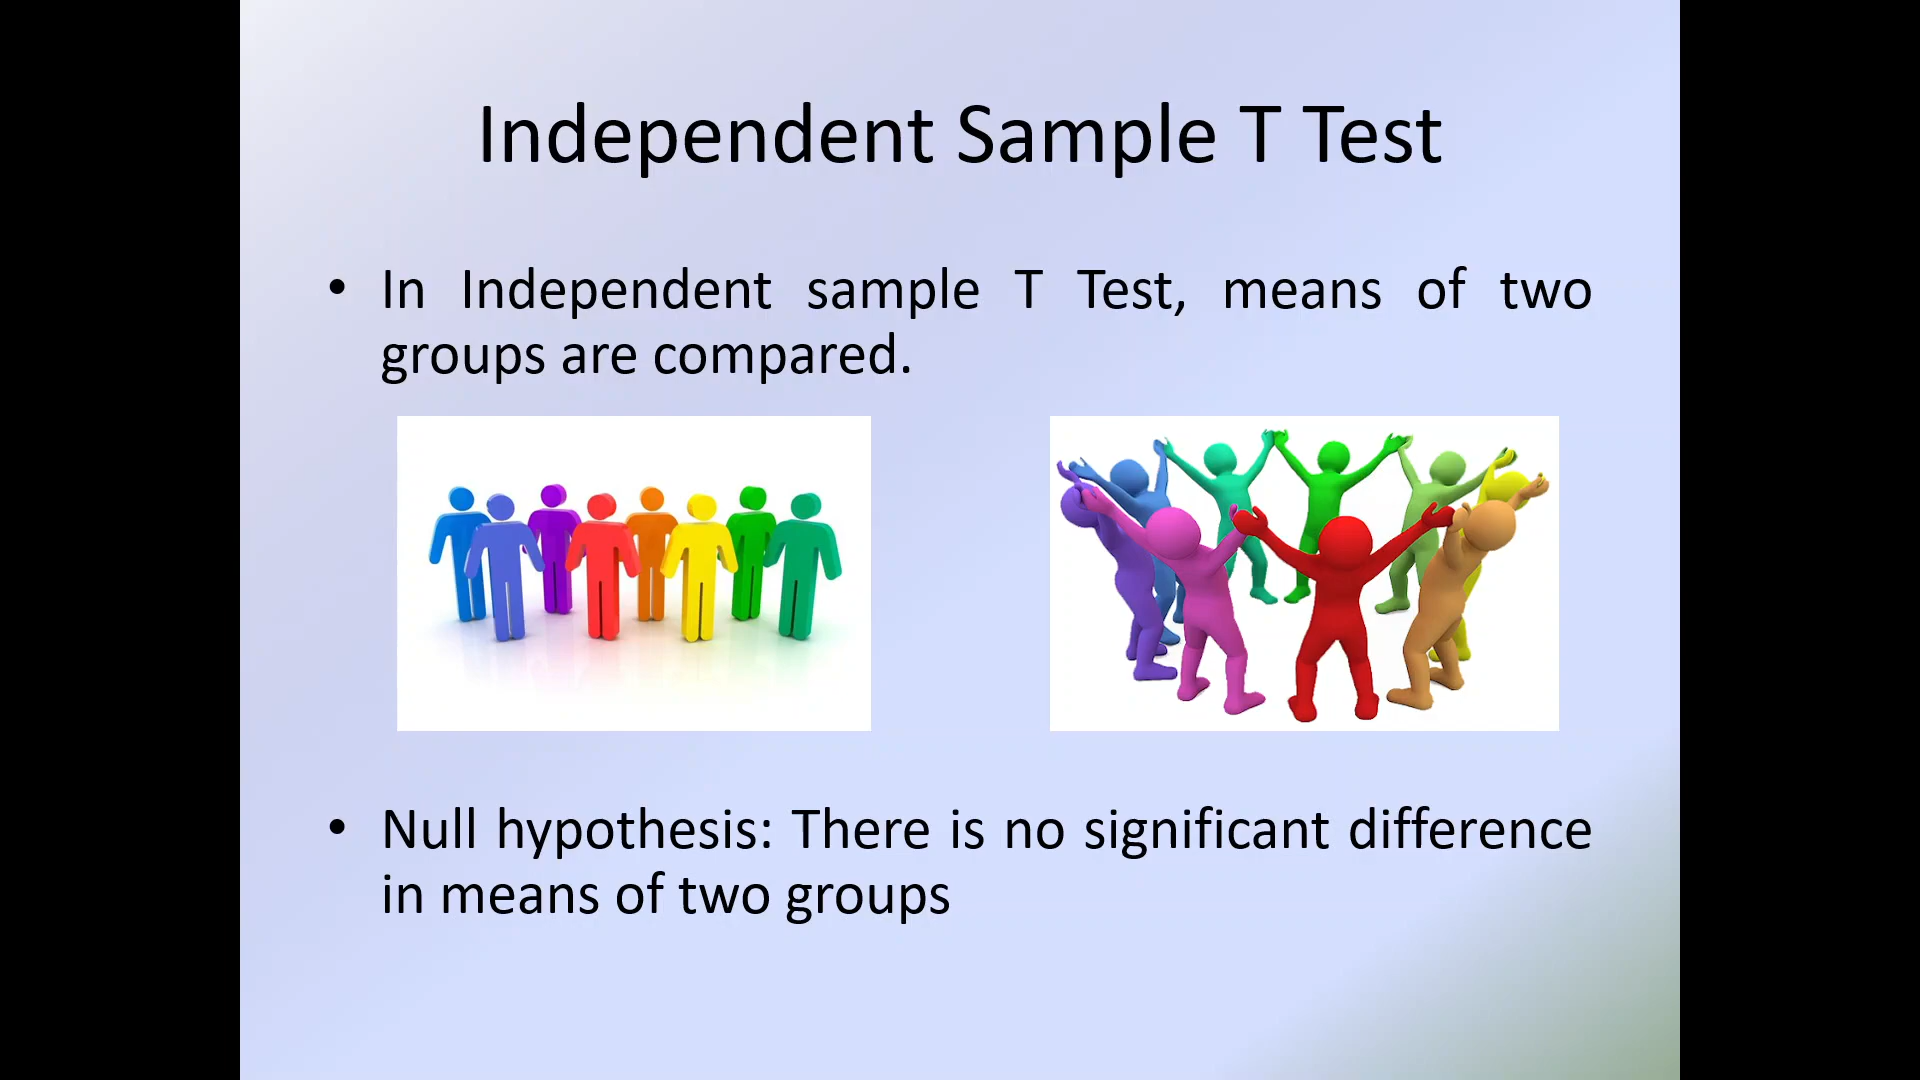 Independent Sample T Test
• In Independent sample T Test, means of two
groups are compared.
• Null hypothesis: There is no significant difference
in means of two groups